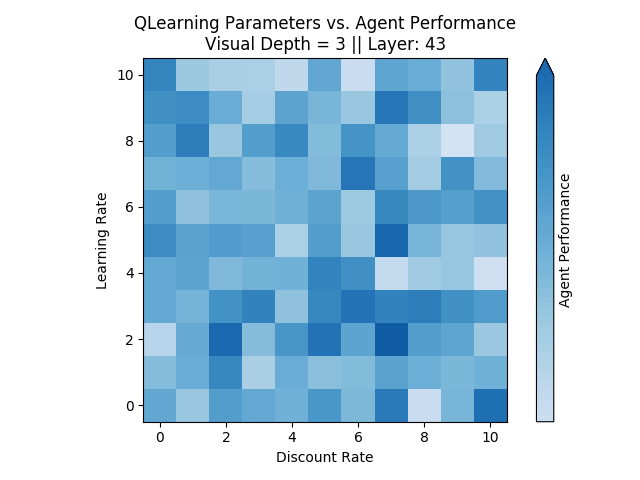 QLearning Parameters vs. Agent Performance
Visual Depth = 3 || Layer: 43
10
8
6
4
2
0
Learning Rate
0 2 4 6 8 10
Discount Rate
Agent Performance